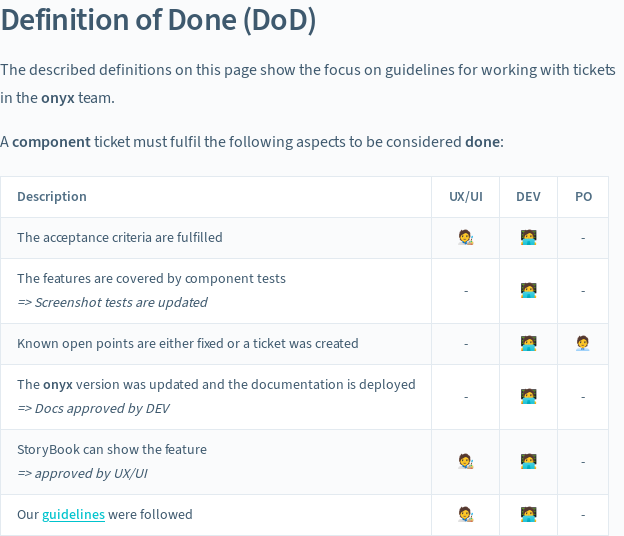 Definition of Done (DoD)
The described definitions on this page show the focus on guidelines for working with tickets
in the onyx team.
A component ticket must fulfil the following aspects to be considered done:
Description UX/UI DEV PO
The acceptance criteria are fulfilled 🧑‍🎨 🧑‍💻 -
The features are covered by component tests - 🧑‍💻 -
=> Screenshot tests are updated
Known open points are either fixed or a ticket was created - 🧑‍💻 🧑‍💼
The onyx version was updated and the documentation is deployed - 🧑‍💻 -
=> Docs approved by DEV
StoryBook can show the feature 🧑‍🎨 🧑‍💻 -
=> approved by UX/UI
Our guidelines were followed 🧑‍🎨 🧑‍💻 -